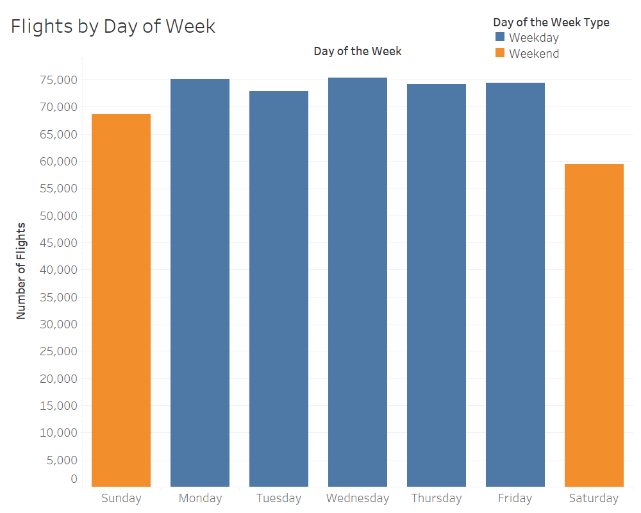 Flights by Day of Week
Day of the Week Type
Weekday
Weekend
Day of the Week
Number of Flights
75,000
70,000
65,000
60,000
55,000
50,000
45,000
40,000
35,000
30,000
25,000
20,000
15,000
10,000
5,000
0
Sunday Monday Tuesday Wednesday Thursday Friday Saturday